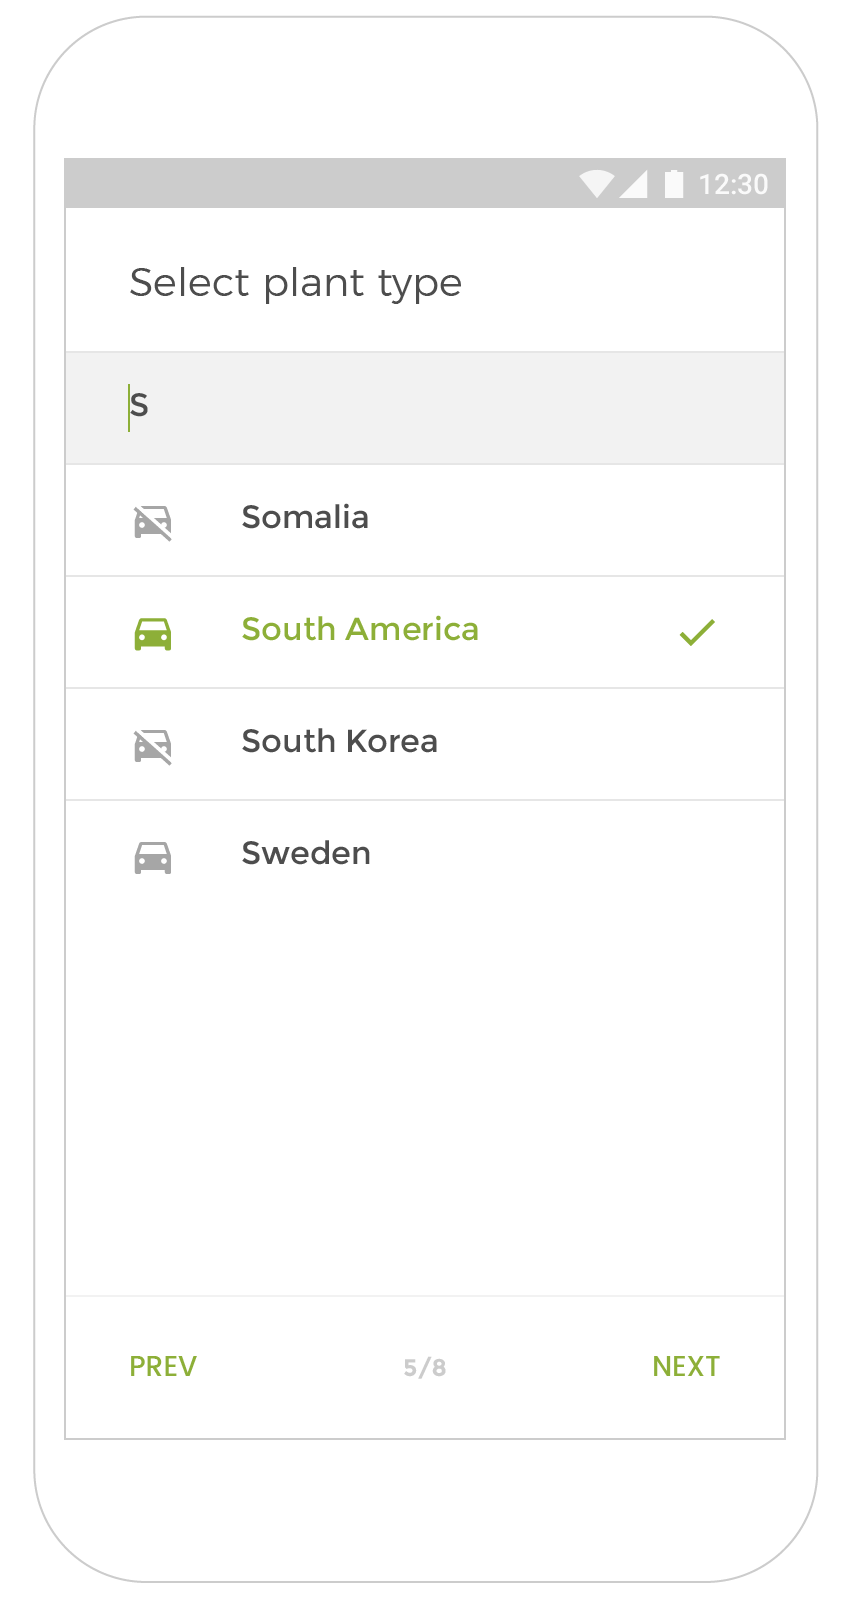 12:30
Select plant type
S
Somalia
South America
South Korea
Sweden
PREV 5/8 NEXT